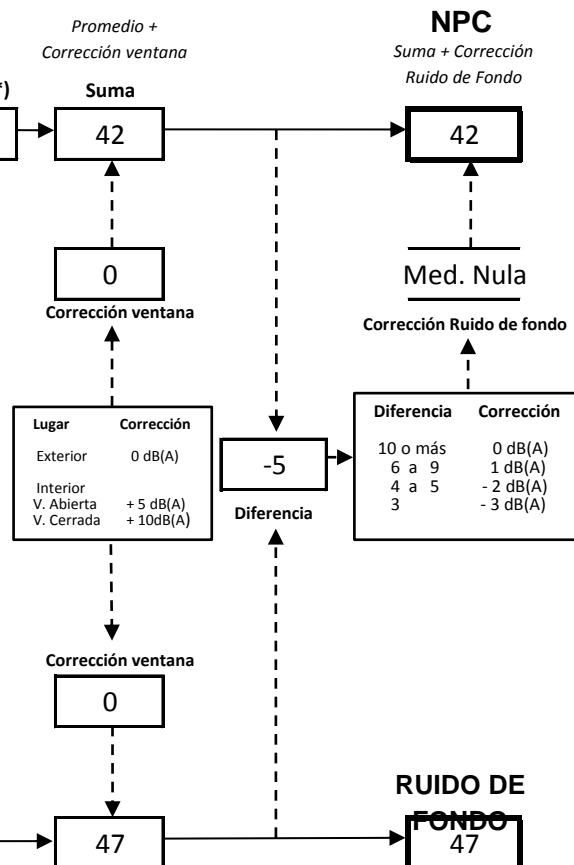 Promedio +
Corrección ventana
NPC
Suma + Corrección
Ruido de Fondo
*)
Suma
42
42
0
Med. Nula
Corrección ventana
Corrección Ruido de fondo
Lugar Corrección
Exterior 0 dB(A)
Interior
V. Abierta + 5 dB(A)
V. Cerrada + 10dB(A)
-5
Diferencia
Diferencia Corrección
10 o más 0 dB(A)
6 a 9 1 dB(A)
4 a 5 - 2 dB(A)
3 - 3 dB(A)
Corrección ventana
0
RUIDO DE
FONDO
47
47